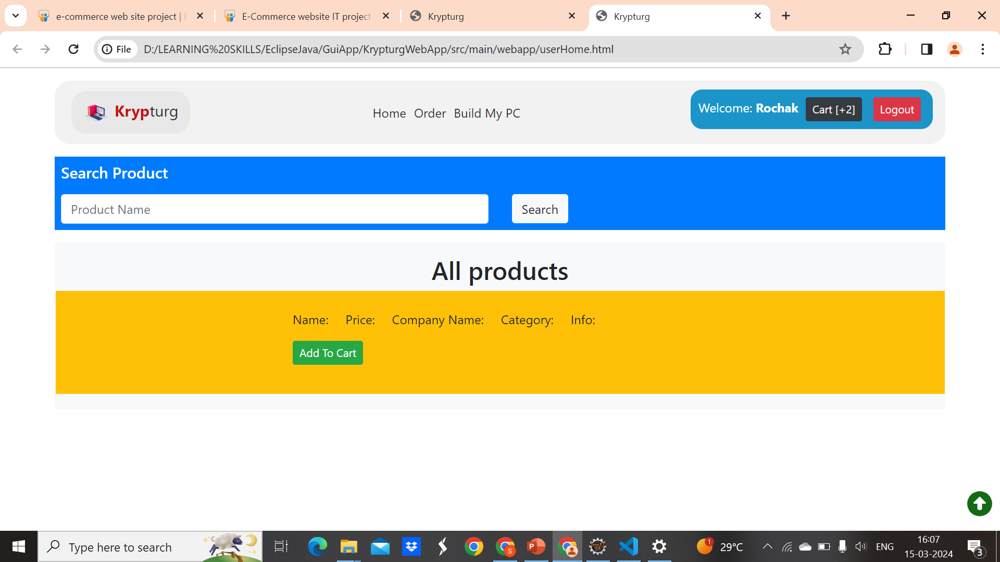 e-commerce web site project |
E-Commerce website IT project
Krypturg
Krypturg
File
D:/LEARNING%20SKILLS/EclipseJava/GuiApp/KrypturgWebApp/src/main/webapp/userHome.html
Krypturg
Home Order Build My PC
Welcome: Rochak Cart [+2] Logout
Search Product
Product Name
Search
All products
Name: Price: Company Name: Category: Info:
Add To Cart
Type here to search
S
P
Java EE
IDE
1
29°C
ENG
16:07
15-03-2024
3